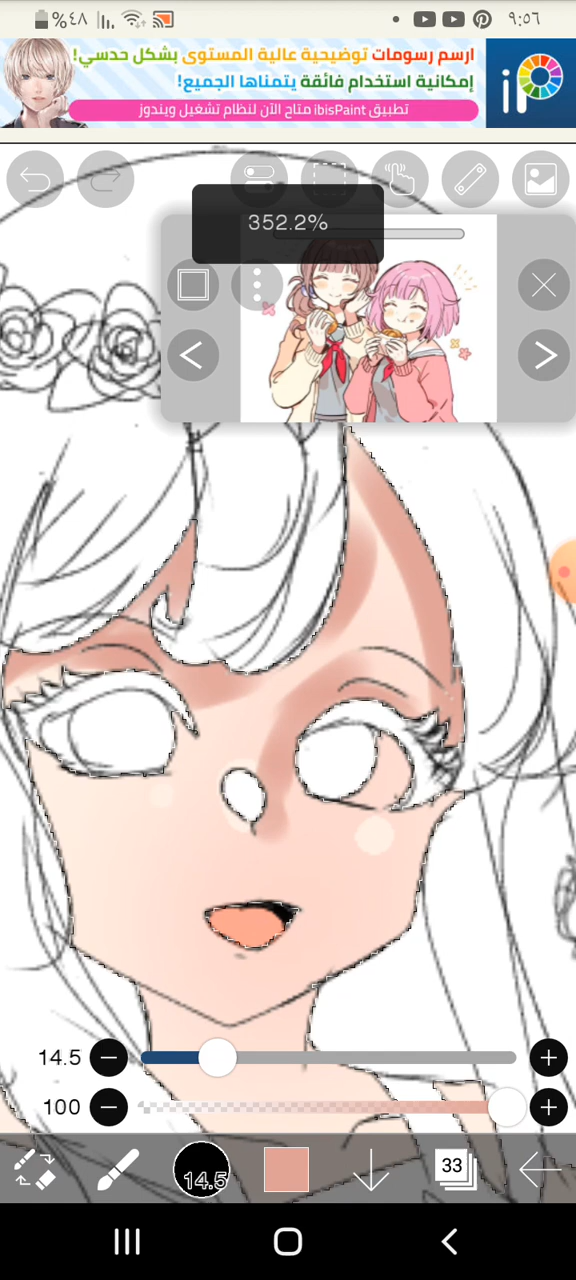 %٤٨
٩:٥٦
ارسم رسومات توضيحية عالية المستوى بشكل حدسي!
إمكانية استخدام فائقة يتمناها الجميع!
تطبيق ibisPaint متاح الآن لنظام تشغيل ويندوز
iP
352.2%
14.5
100
14.5
33